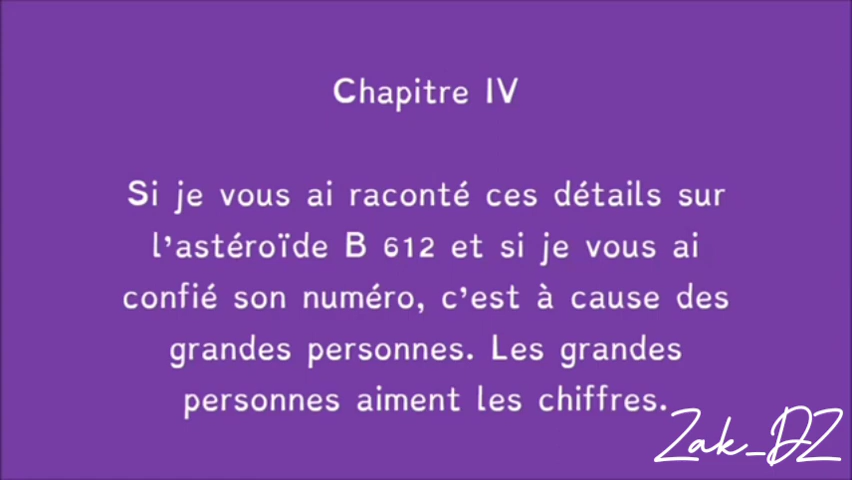 Chapitre IV
Si je vous ai raconté ces détails sur
l'astéroïde B 612 et si je vous ai
confié son numéro, c'est à cause des
grandes personnes. Les grandes
personnes aiment les chiffres.
Zak_DZ